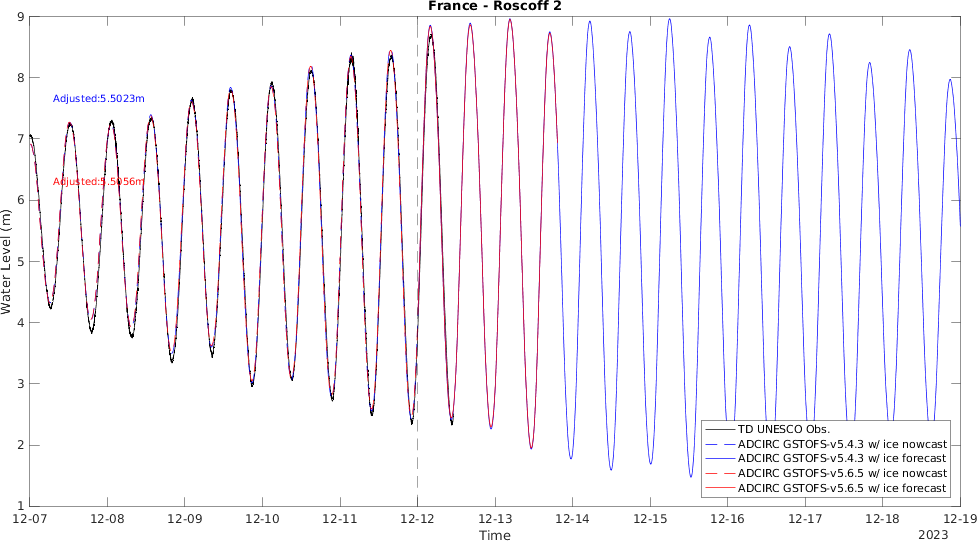 France - Roscoff 2
9
8
7
6
5
4
3
2
1
Water Level (m)
Adjusted:5.5023m
Adjusted:5.5056m
TD UNESCO Obs.
ADCIRC GSTOFS-v5.4.3 w/ ice nowcast
ADCIRC GSTOFS-v5.4.3 w/ ice forecast
ADCIRC GSTOFS-v5.6.5 w/ ice nowcast
ADCIRC GSTOFS-v5.6.5 w/ ice forecast
12-07 12-08 12-09 12-10 12-11 12-12 12-13 12-14 12-15 12-16 12-17 12-18 12-19
Time
2023